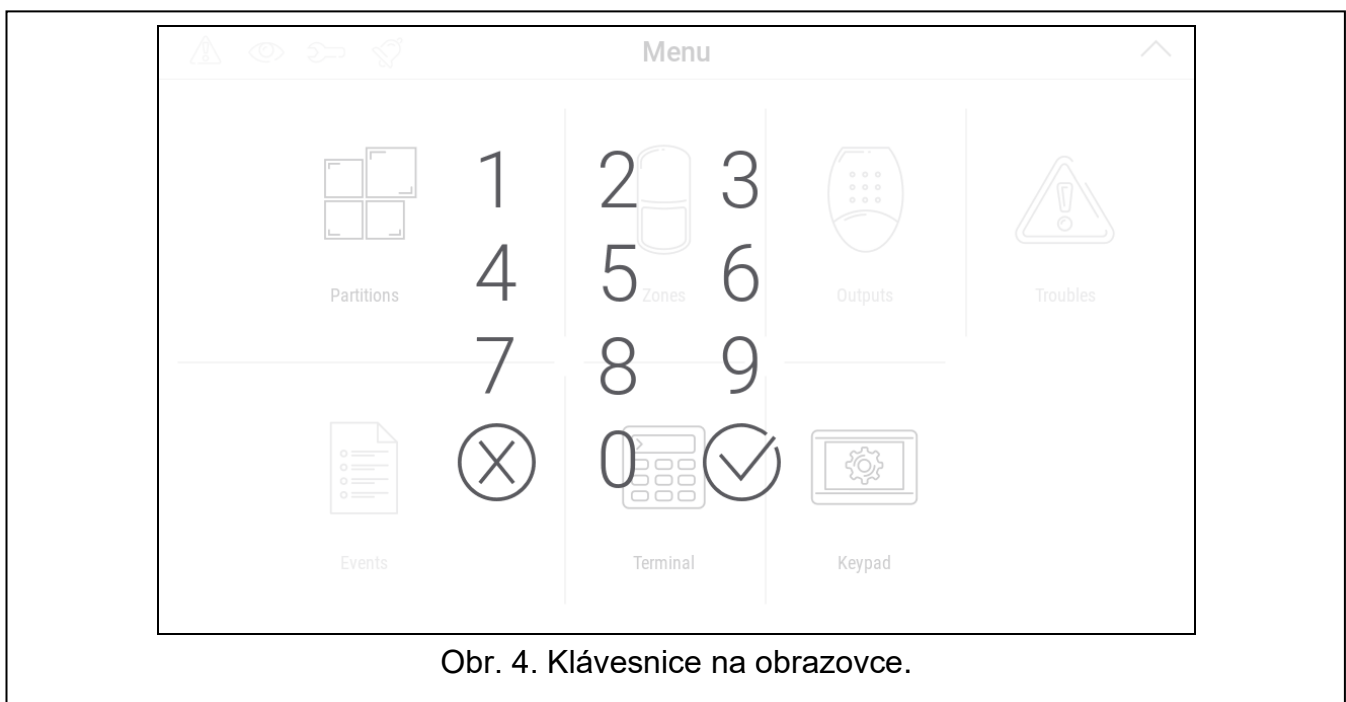 Menu
1 2 3
4 5 6
Partitions Zones Outputs Troubles
7 8 9
0
Events Terminal Keypad
Obr. 4. Klávesnice na obrazovce.